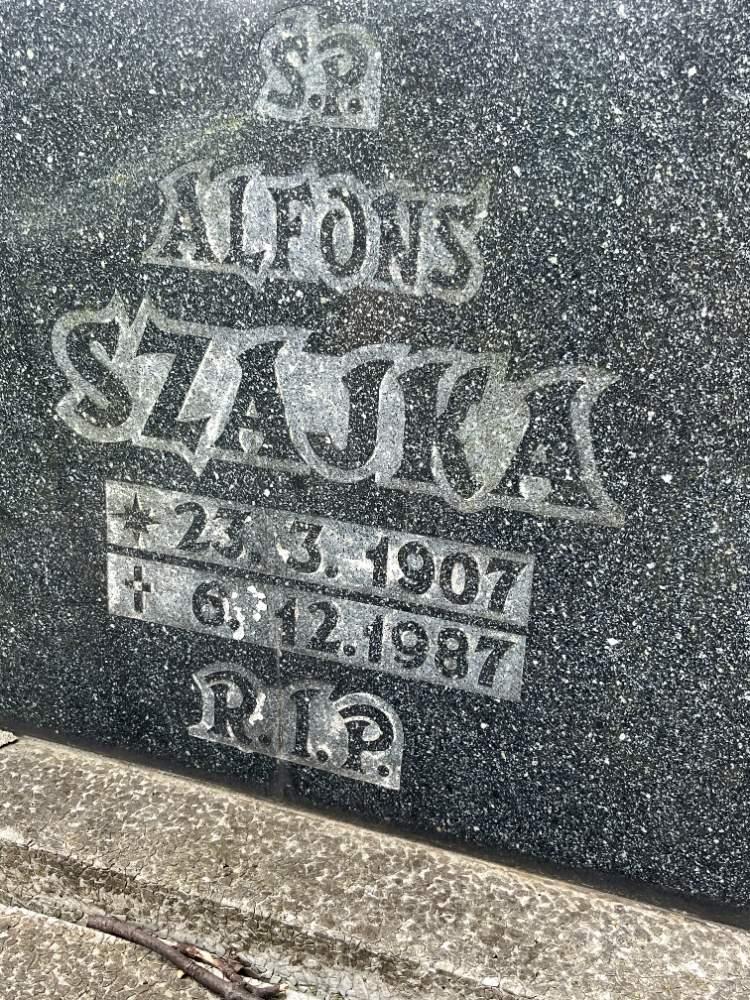 Ś.P.
ALFONS
SZAJKA
* 23. 3. 1907
✝ 6. 12. 1987
R.I.P.